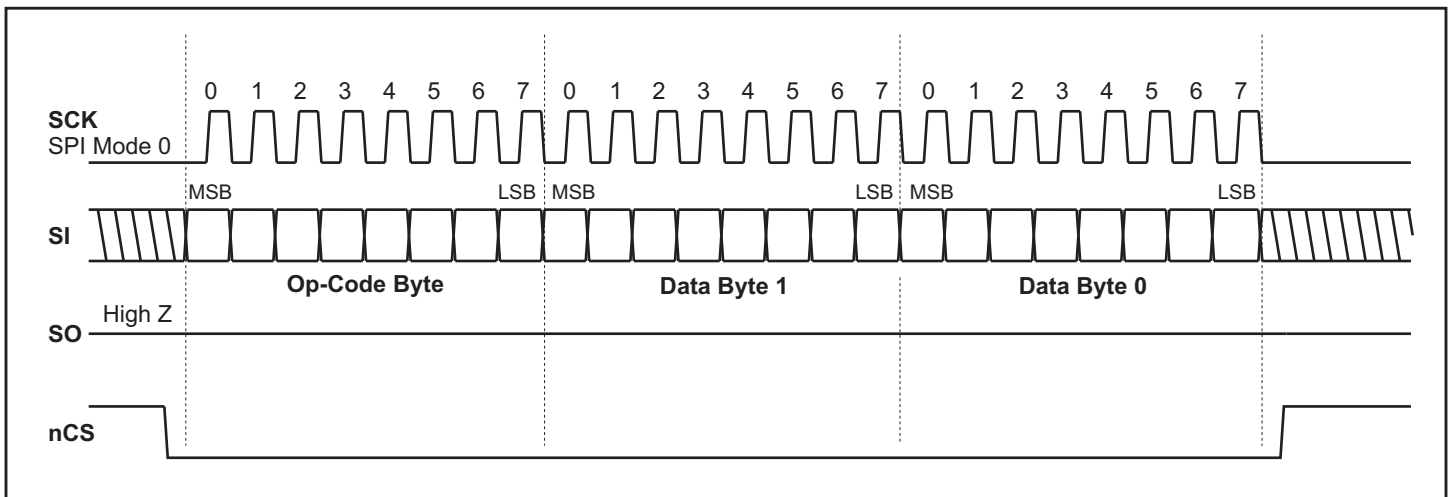 0 1 2 3 4 5 6 7 0 1 2 3 4 5 6 7 0 1 2 3 4 5 6 7
SCK
SPI Mode 0
MSB LSB MSB LSB MSB LSB
SI
Op-Code Byte Data Byte 1 Data Byte 0
High Z
SO
nCS